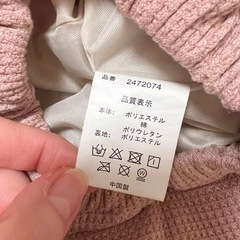 品番 2472074
品質表示
本体: ポリエステル
綿
ポリウレタン
裏地: ポリエステル
中国製